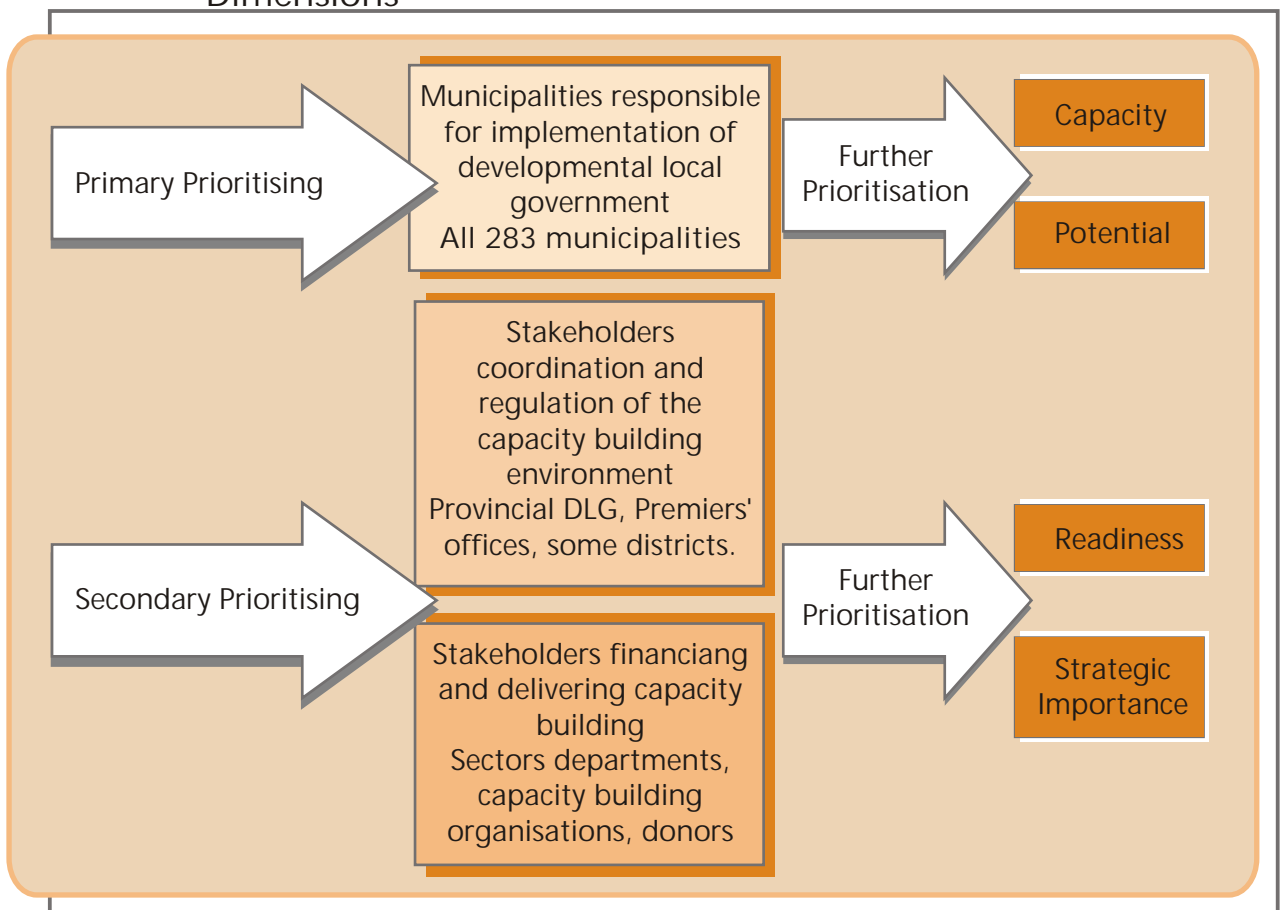 Dimensions
Primary Prioritising
Municipalities responsible
for implementation of
developmental local
government
All 283 municipalities
Further
Prioritisation
Capacity
Potential
Stakeholders
coordination and
regulation of the
capacity building
environment
Provincial DLG, Premiers'
offices, some districts.
Secondary Prioritising
Stakeholders financiang
and delivering capacity
building
Sectors departments,
capacity building
organisations, donors
Further
Prioritisation
Readiness
Strategic
Importance